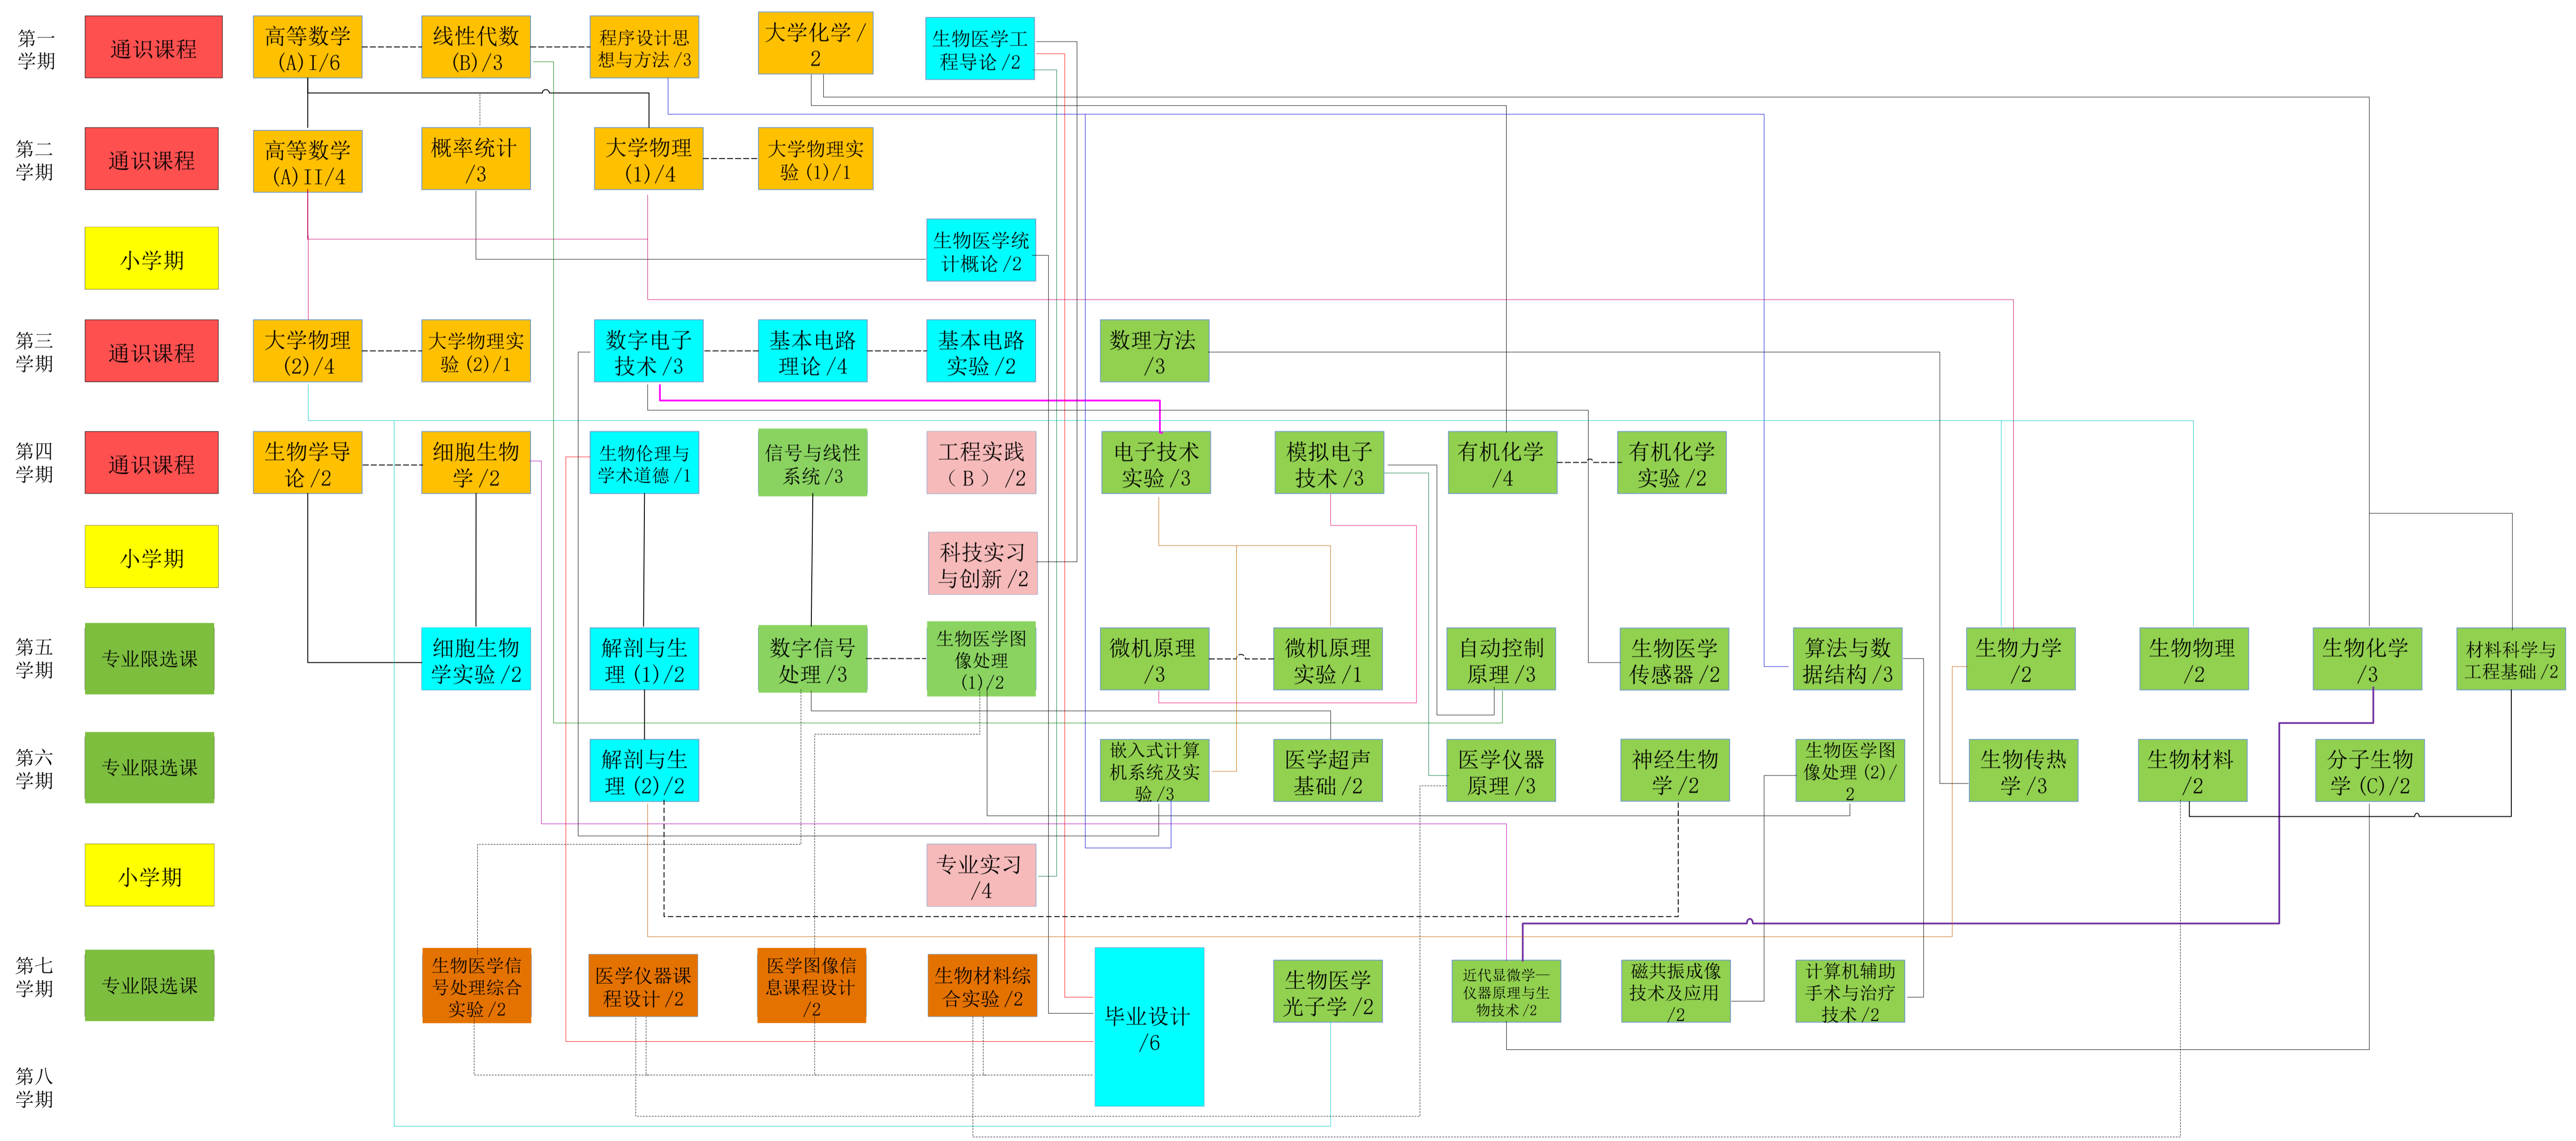 第一
学期
通识课程
高等数学
(A)I/6
线性代数
(B)/3
程序设计思
想与方法/3
大学化学/
2
生物医学工
程导论/2
第二
学期
通识课程
高等数学
(A)II/4
概率统计
/3
大学物理
(1)/4
大学物理实
验(1)/1
小学期
生物医学统
计概论/2
第三
学期
通识课程
大学物理
(2)/4
大学物理实
验(2)/1
数字电子
技术/3
基本电路
理论/4
基本电路
实验/2
数理方法
/3
第四
学期
通识课程
生物学导
论/2
细胞生物
学/2
生物伦理与
学术道德/1
信号与线性
系统/3
工程实践
（B）/2
电子技术
实验/3
模拟电子
技术/3
有机化学
/4
有机化学
实验/2
小学期
科技实习
与创新/2
第五
学期
专业限选课
细胞生物
学实验/2
解剖与生
理(1)/2
数字信号
处理/3
生物医学图
像处理
(1)/2
微机原理
/3
微机原理
实验/1
自动控制
原理/3
生物医学
传感器/2
算法与数
据结构/3
生物力学
/2
生物物理
/2
生物化学
/3
材料科学与
工程基础/2
第六
学期
专业限选课
解剖与生
理(2)/2
嵌入式计算
机系统及实
验/3
医学超声
基础/2
医学仪器
原理/3
神经生物
学/2
生物医学图
像处理(2)/
2
生物传热
学/3
生物材料
/2
分子生物
学(C)/2
小学期
专业实习
/4
第七
学期
专业限选课
生物医学信
号处理综合
实验/2
医学仪器课
程设计/2
医学图像信
息课程设计
/2
生物材料综
合实验/2
毕业设计
/6
生物医学
光子学/2
近代显微学—
仪器原理与生
物技术/2
磁共振成像
技术及应用
/2
计算机辅助
手术与治疗
技术/2
第八
学期